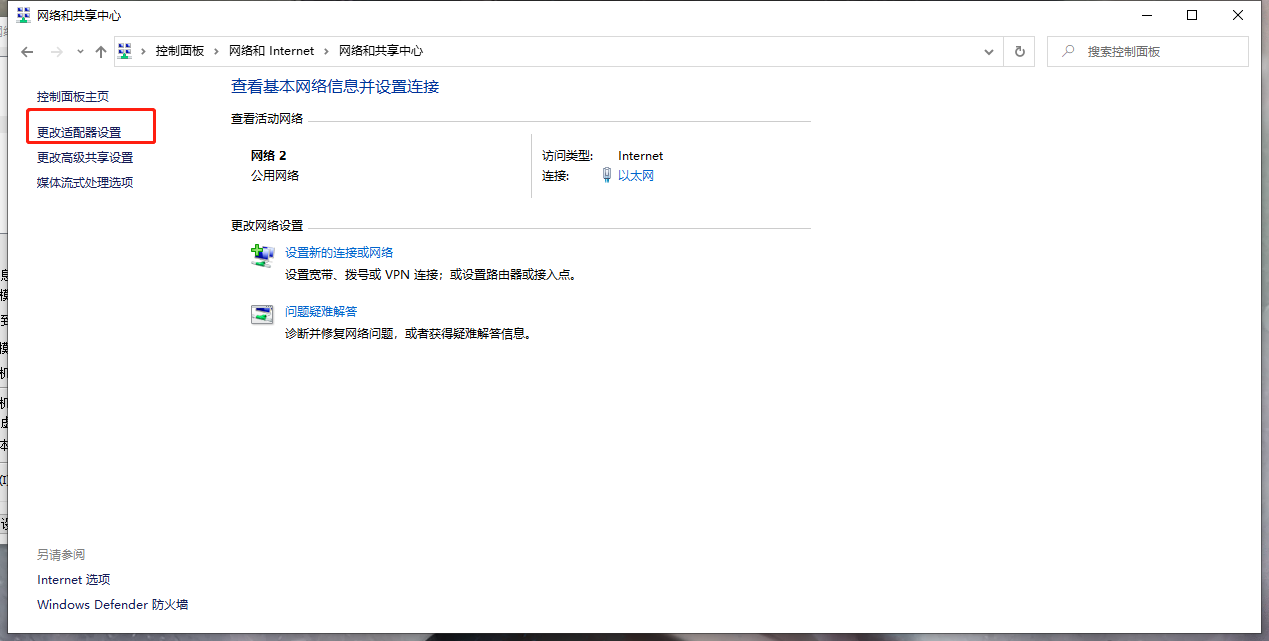 网络和共享中心
控制面板 › 网络和 Internet › 网络和共享中心
搜索控制面板
控制面板主页
更改适配器设置
更改高级共享设置
媒体流式处理选项
查看基本网络信息并设置连接
查看活动网络
网络 2
公用网络
访问类型: Internet
连接: 以太网
更改网络设置
设置新的连接或网络
设置宽带、拨号或 VPN 连接；或设置路由器或接入点。
问题疑难解答
诊断并修复网络问题，或者获得疑难解答信息。
另请参阅
Internet 选项
Windows Defender 防火墙